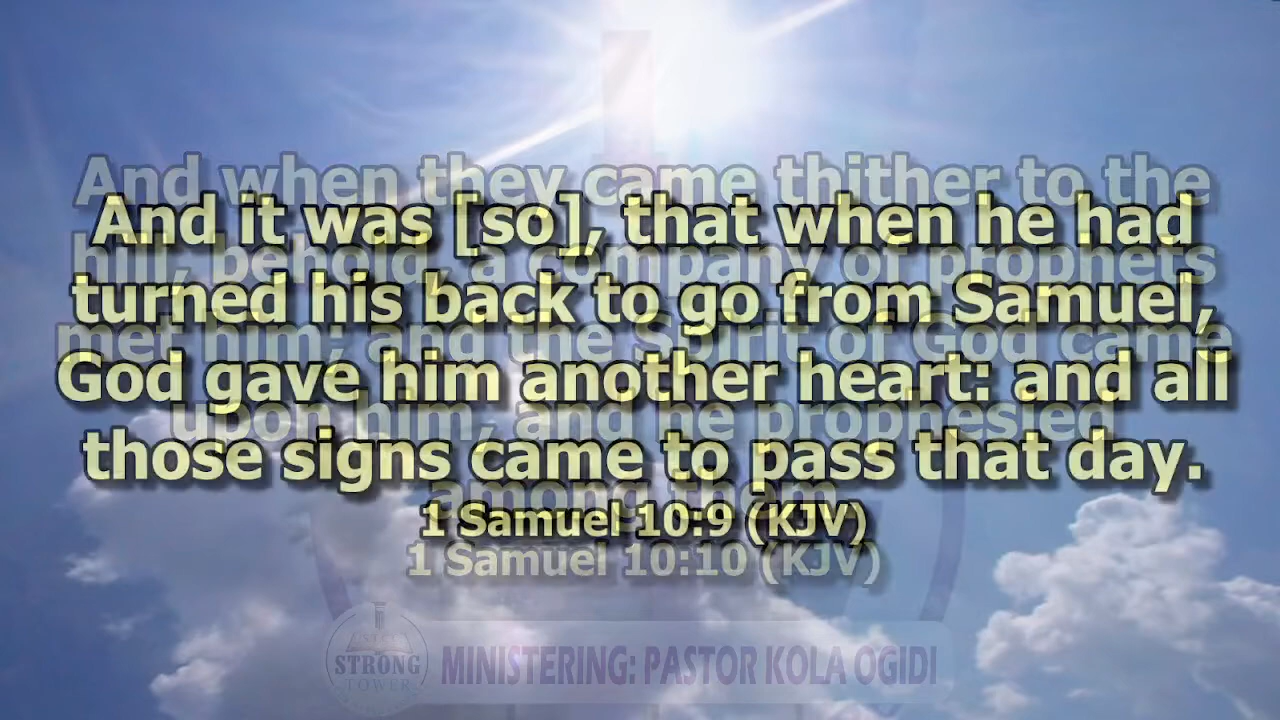 And when they came thither to the
And it was [so], that when he had
hill, behold, a company of prophets
turned his back to go from Samuel,
met him; and the Spirit of God came
God gave him another heart: and all
upon him, and he prophesied
those signs came to pass that day.
among them
1 Samuel 10:9 (KJV)
1 Samuel 10:10 (KJV)
STRONG
TOWER
MINISTERING: PASTOR KOLA OGIDI